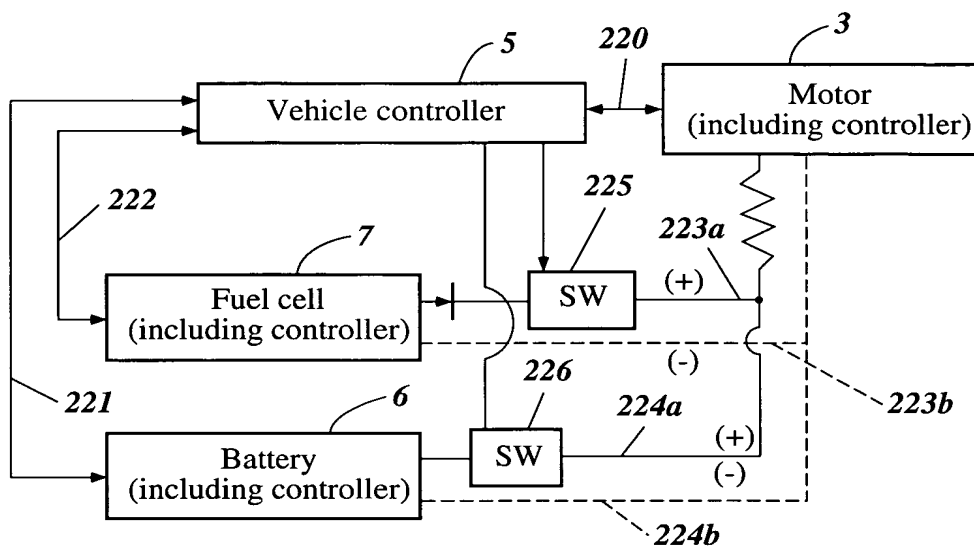 5
220
3
Vehicle controller
Motor
(including controller)
222
225
223a
7
SW
(+)
Fuel cell
(including controller)
(-)
221
6
226
224a
223b
SW
(+)
(-)
Battery
(including controller)
224b